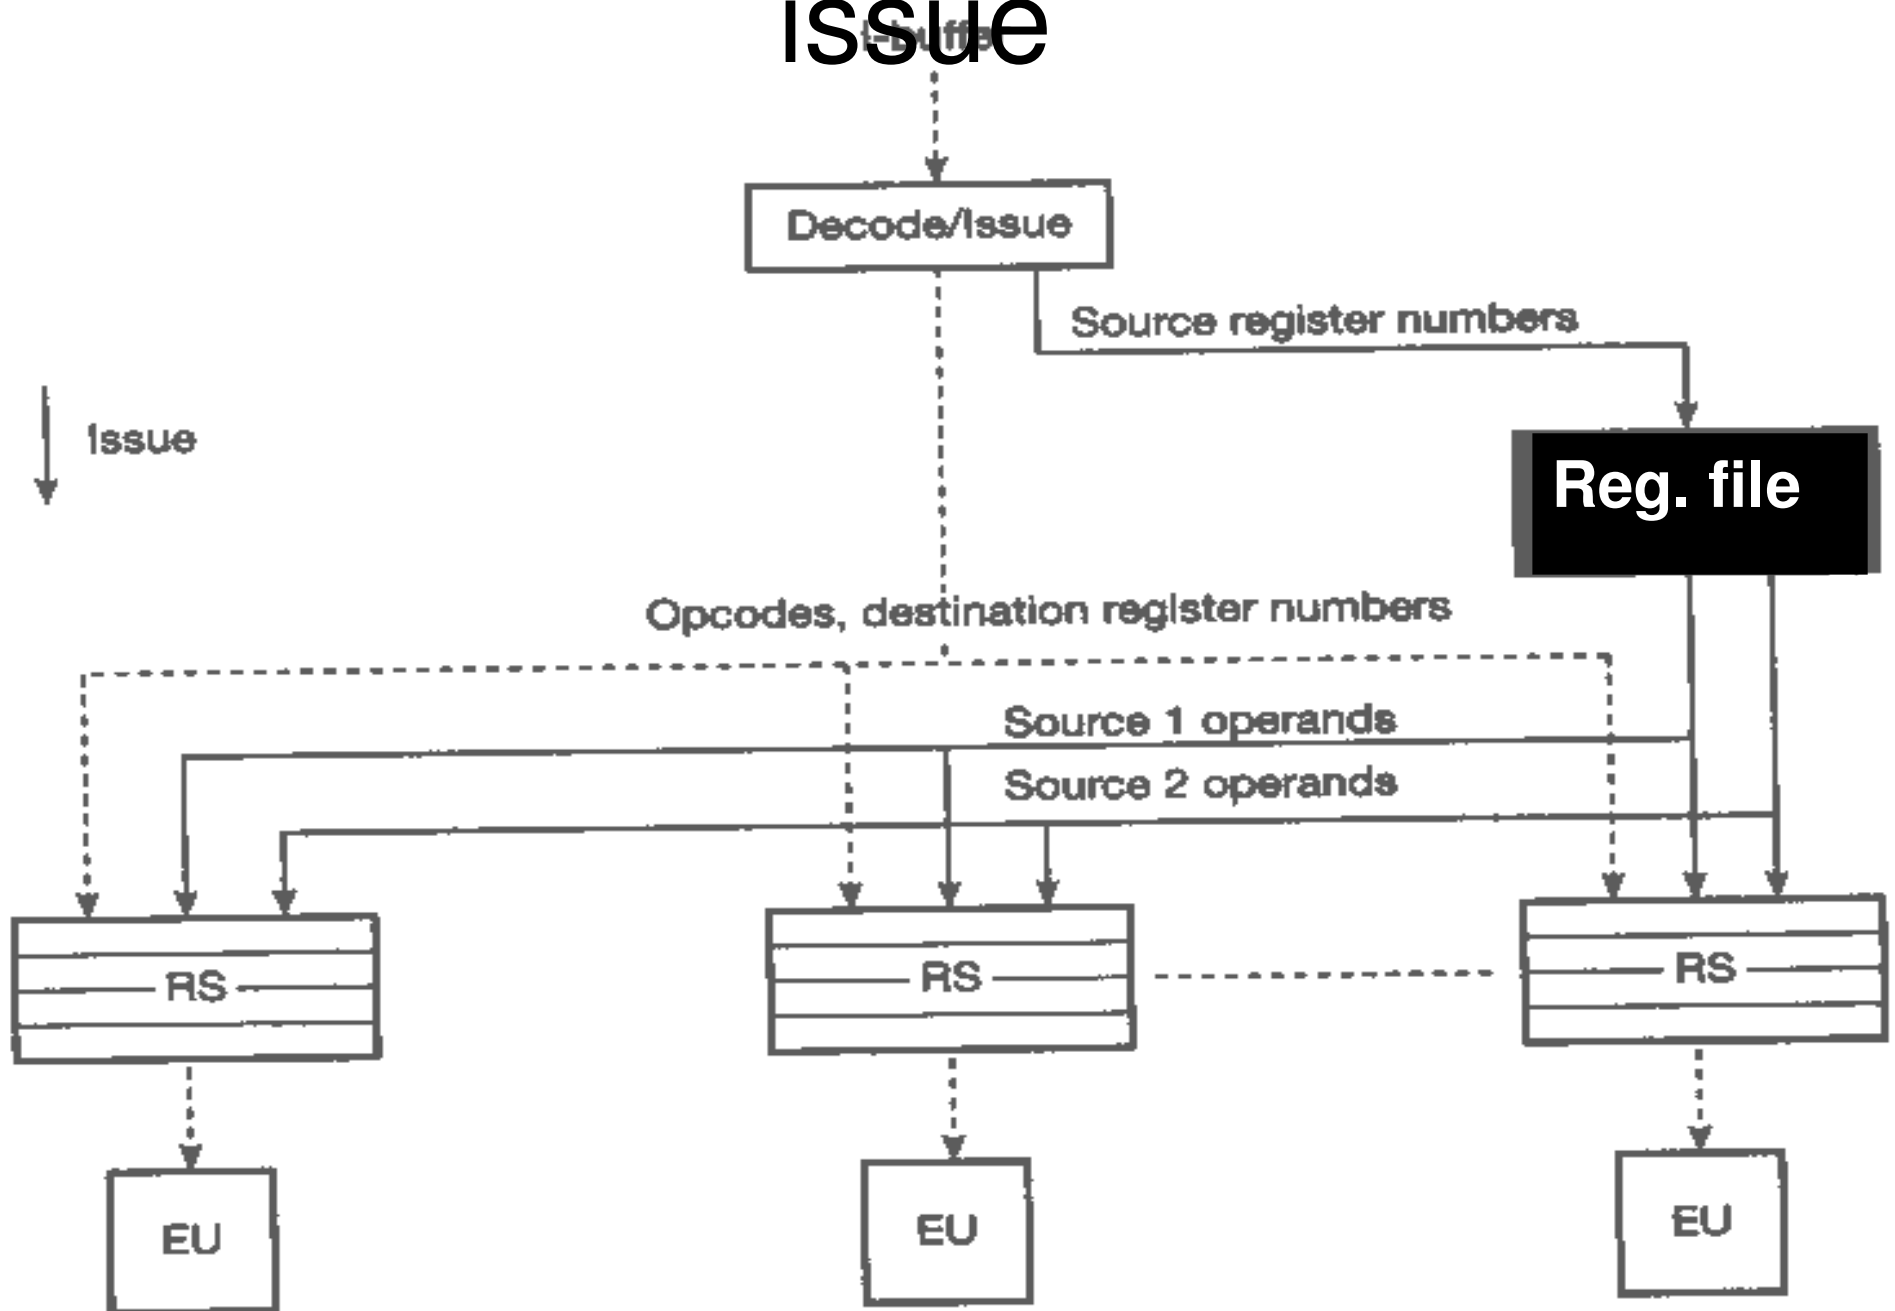 issue
Decode/Issue
Source register numbers
Issue
Reg. file
Opcodes, destination register numbers
Source 1 operands
Source 2 operands
RS
RS
RS
EU
EU
EU